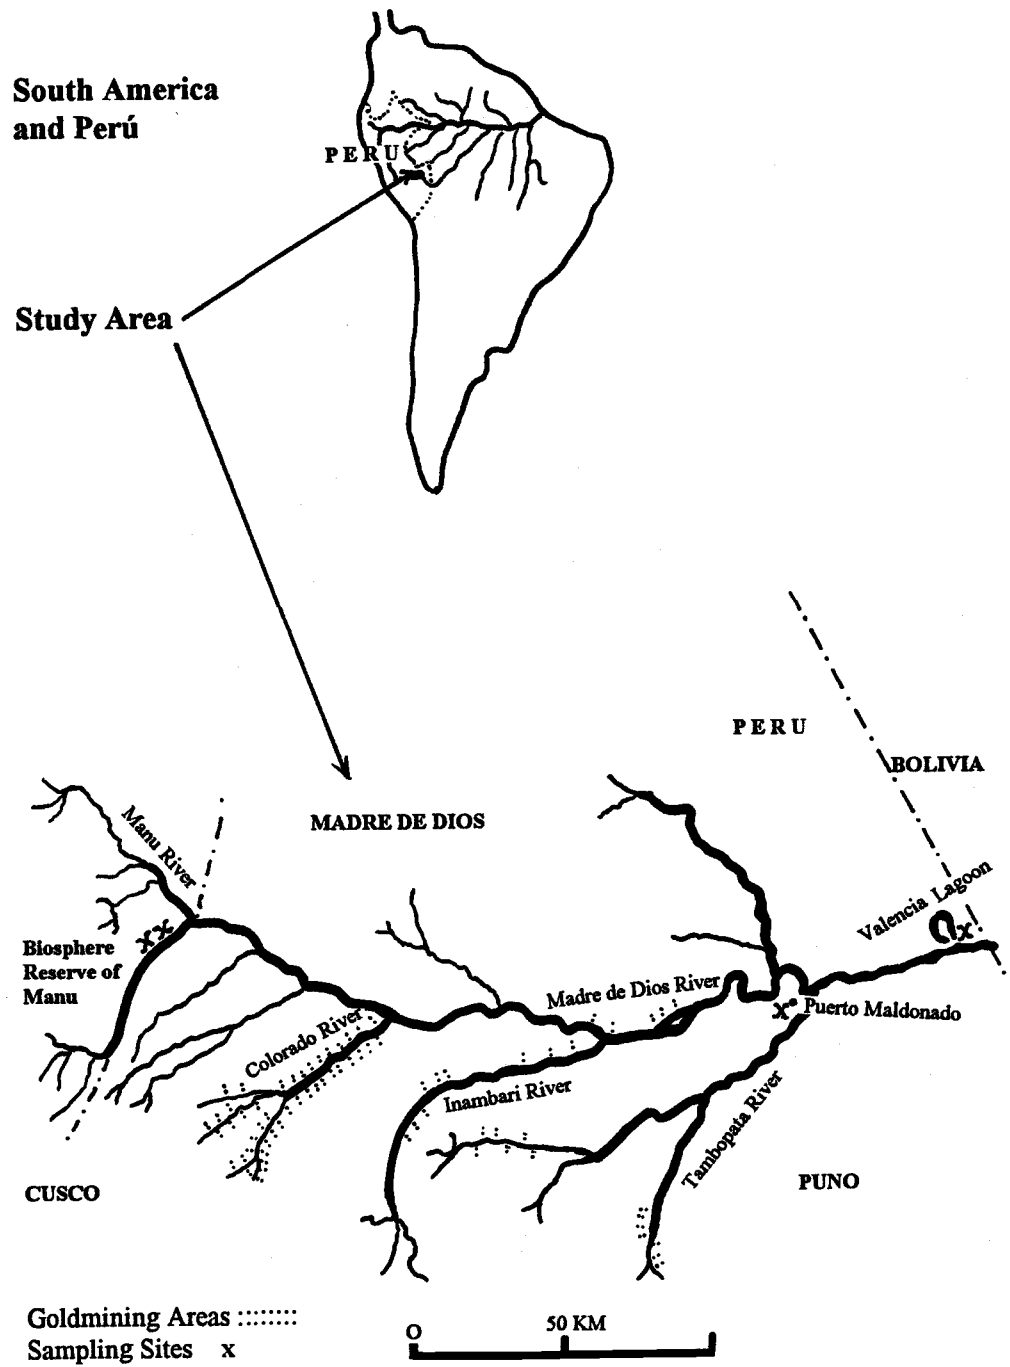 South America
and Perú
PERU
Study Area
PERU
BOLIVIA
MADRE DE DIOS
Manu River
Valencia Lagoon
x
xx
Biosphere
Reserve of
Manu
Madre de Dios River
x
Puerto Maldonado
Colorado River
Inambari River
Tambopata River
CUSCO
PUNO
Goldmining Areas
Sampling Sites x
O
50 KM